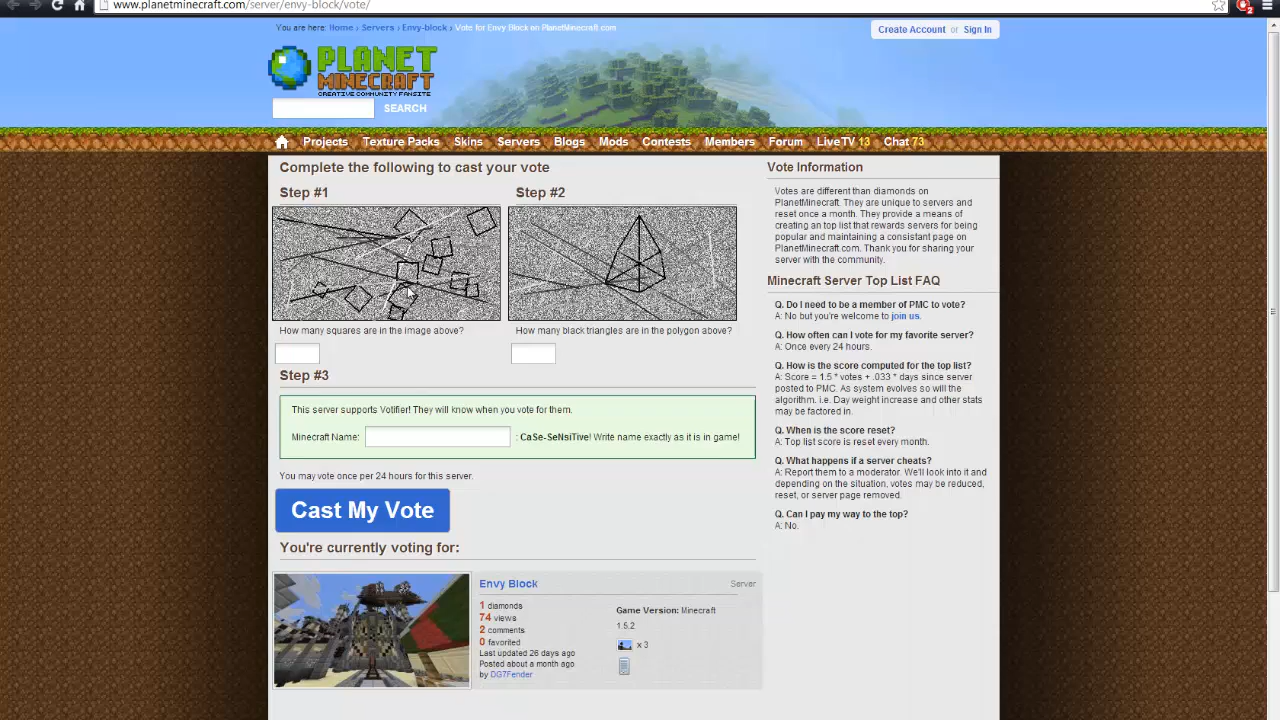 www.planetminecraft.com/server/envy-block/vote/
2
You are here: Home › Servers › Envy-block › Vote for Envy Block on PlanetMinecraft.com
Create Account or Sign In
PLANET
MINECRAFT
CREATIVE COMMUNITY FANSITE
SEARCH
Projects Texture Packs Skins Servers Blogs Mods Contests Members Forum Live TV 13 Chat 73
Complete the following to cast your vote
Step #1
Step #2
How many squares are in the image above?
How many black triangles are in the polygon above?
Step #3
This server supports Votifier! They will know when you vote for them.
Minecraft Name: : CaSe-SeNsiTive! Write name exactly as it is in game!
You may vote once per 24 hours for this server.
Cast My Vote
You're currently voting for:
Envy Block
Server
1 diamonds
74 views
2 comments
0 favorited
Last updated 26 days ago
Posted about a month ago
by DG7Fender
Game Version: Minecraft
1.5.2
x 3
Vote Information
Votes are different than diamonds on
PlanetMinecraft. They are unique to servers and
reset once a month. They provide a means of
creating an top list that rewards servers for being
popular and maintaining a consistant page on
PlanetMinecraft.com. Thank you for sharing your
server with the community.
Minecraft Server Top List FAQ
Q. Do I need to be a member of PMC to vote?
A: No but you're welcome to join us.
Q. How often can I vote for my favorite server?
A: Once every 24 hours.
Q. How is the score computed for the top list?
A: Score = 1.5 * votes + .033 * days since server
posted to PMC. As system evolves so will the
algorithm. i.e. Day weight increase and other stats
may be factored in.
Q. When is the score reset?
A: Top list score is reset every month.
Q. What happens if a server cheats?
A: Report them to a moderator. We'll look into it and
depending on the situation, votes may be reduced,
reset, or server page removed.
Q. Can I pay my way to the top?
A: No.